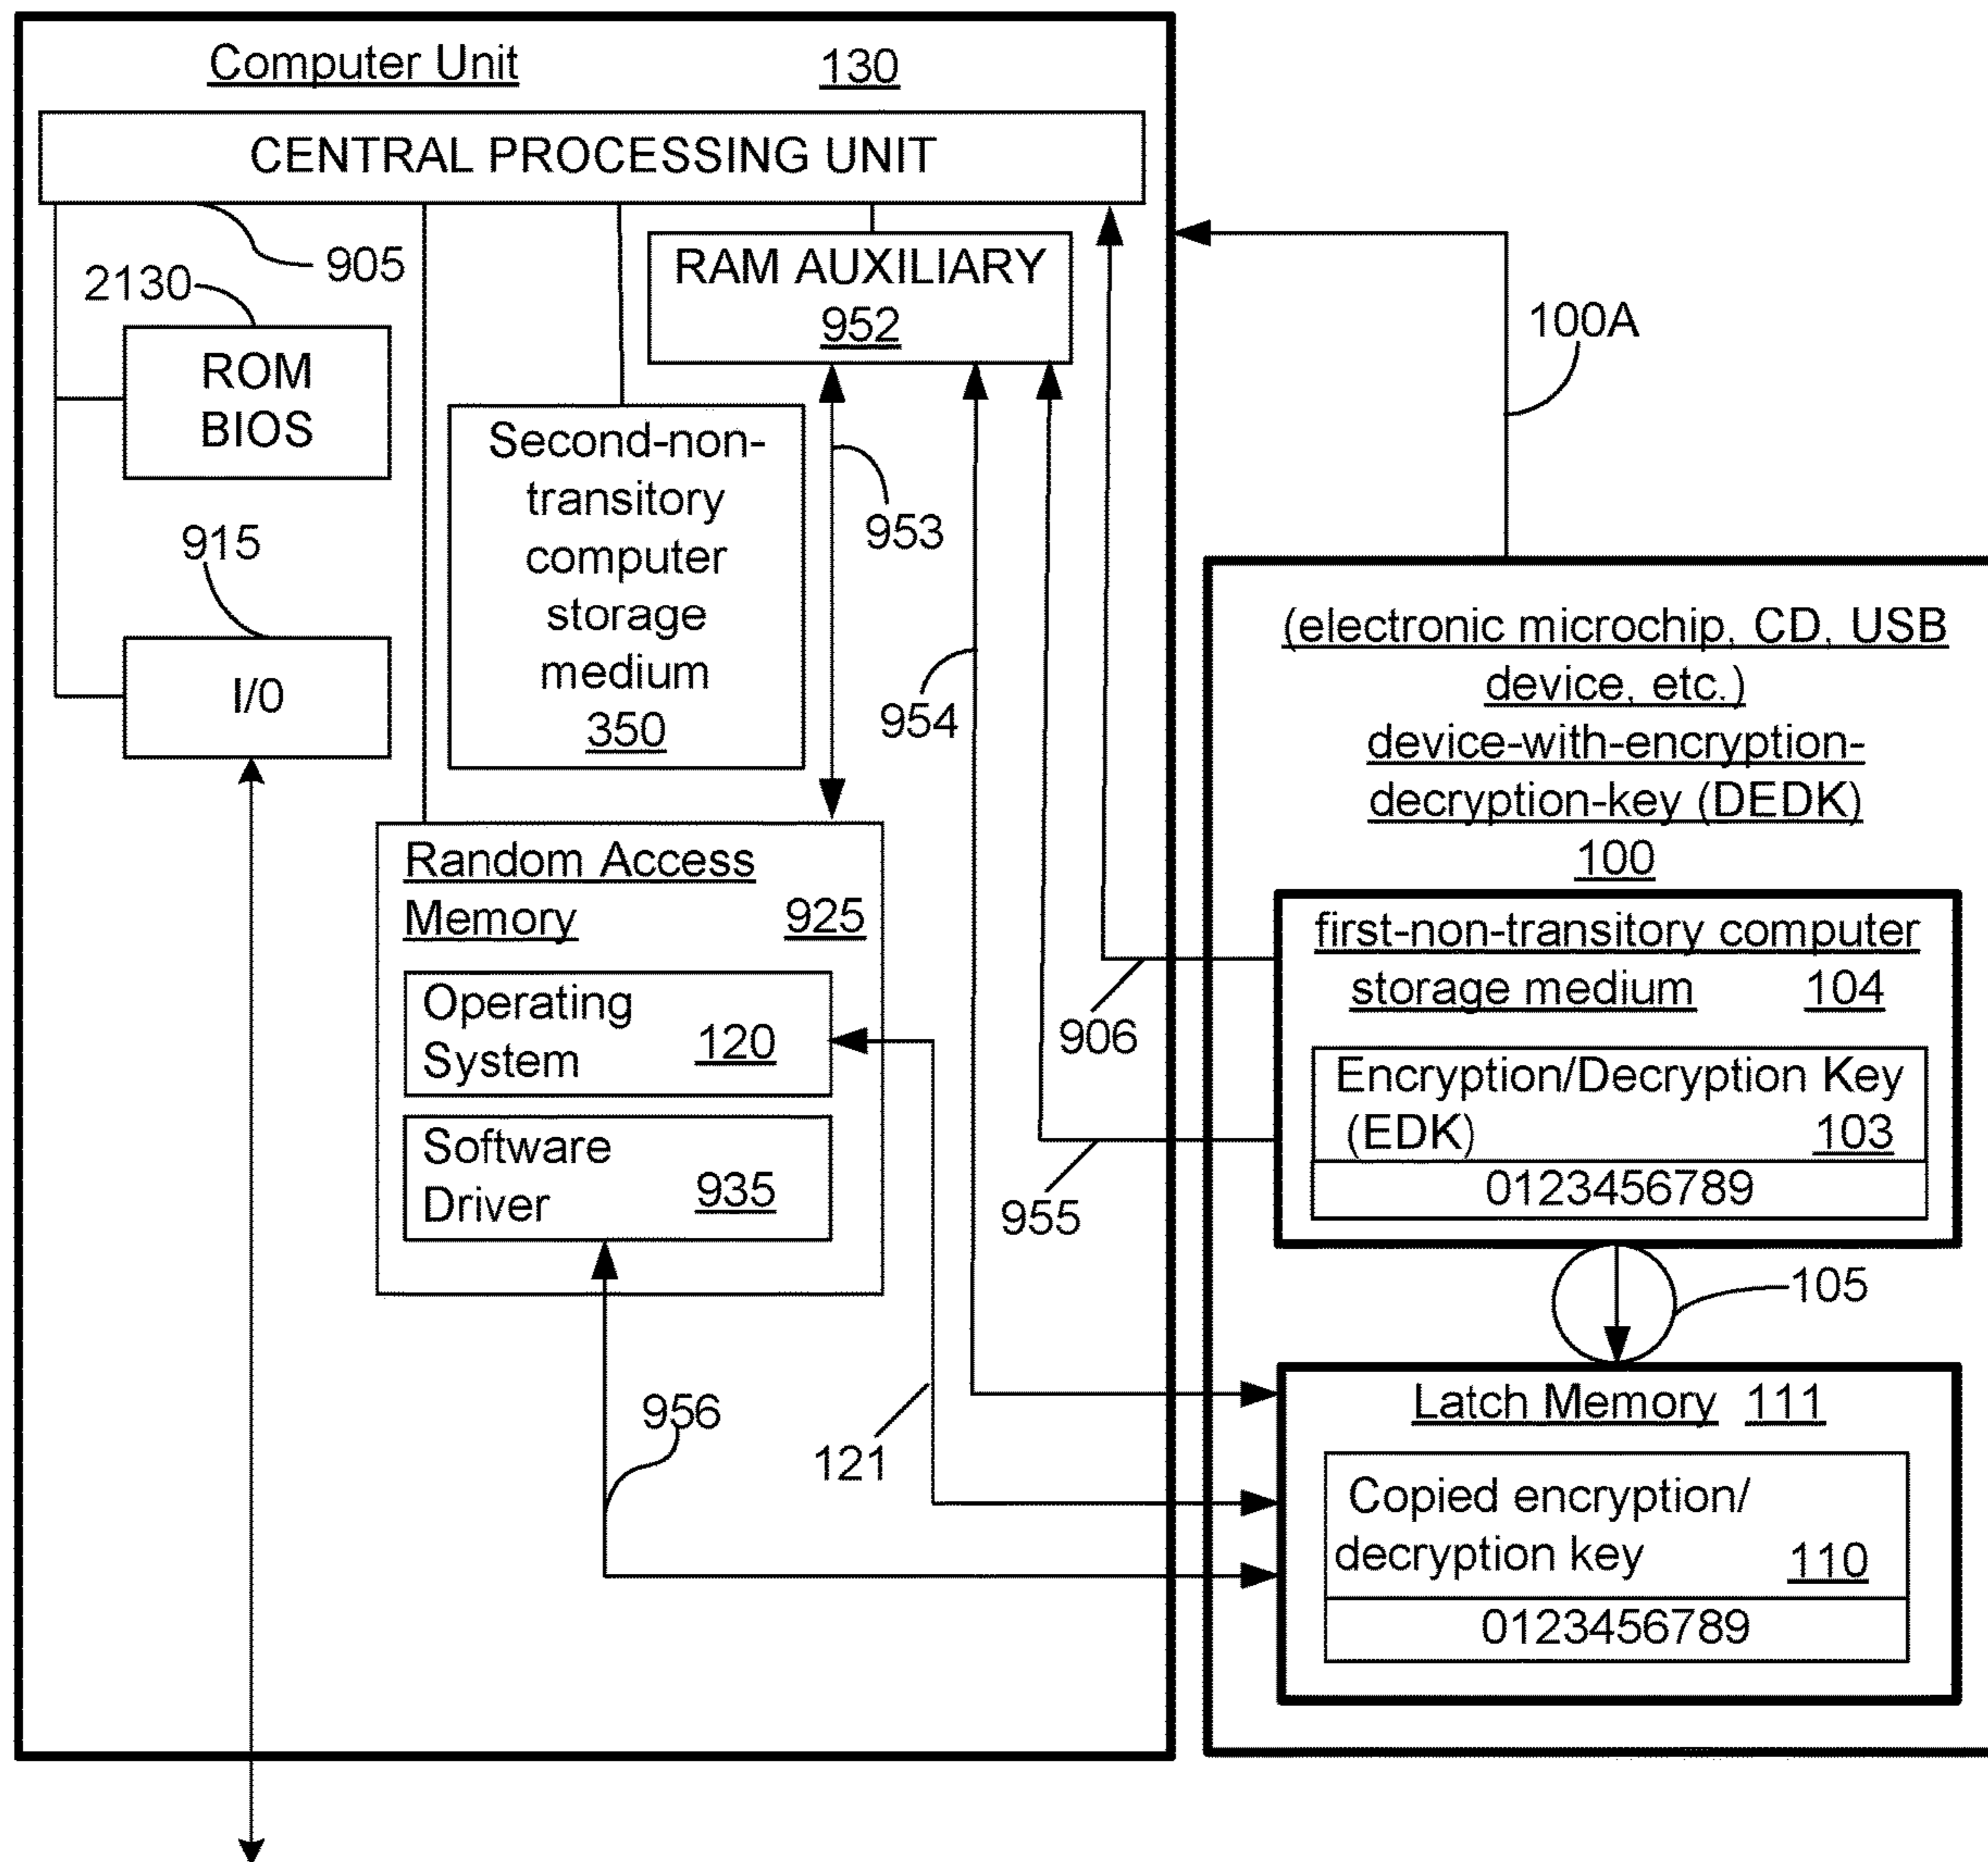 Computer Unit 130
CENTRAL PROCESSING UNIT
905
2130
ROM
BIOS
915
I/0
RAM AUXILIARY
952
Second-non-
transitory
computer
storage
medium
350
953
954
100A
Random Access
Memory 925
Operating
System 120
Software
Driver 935
956
121
906
955
(electronic microchip, CD, USB
device, etc.)
device-with-encryption-
decryption-key (DEDK)
100
first-non-transitory computer
storage medium 104
Encryption/Decryption Key
(EDK) 103
0123456789
105
Latch Memory 111
Copied encryption/
decryption key 110
0123456789